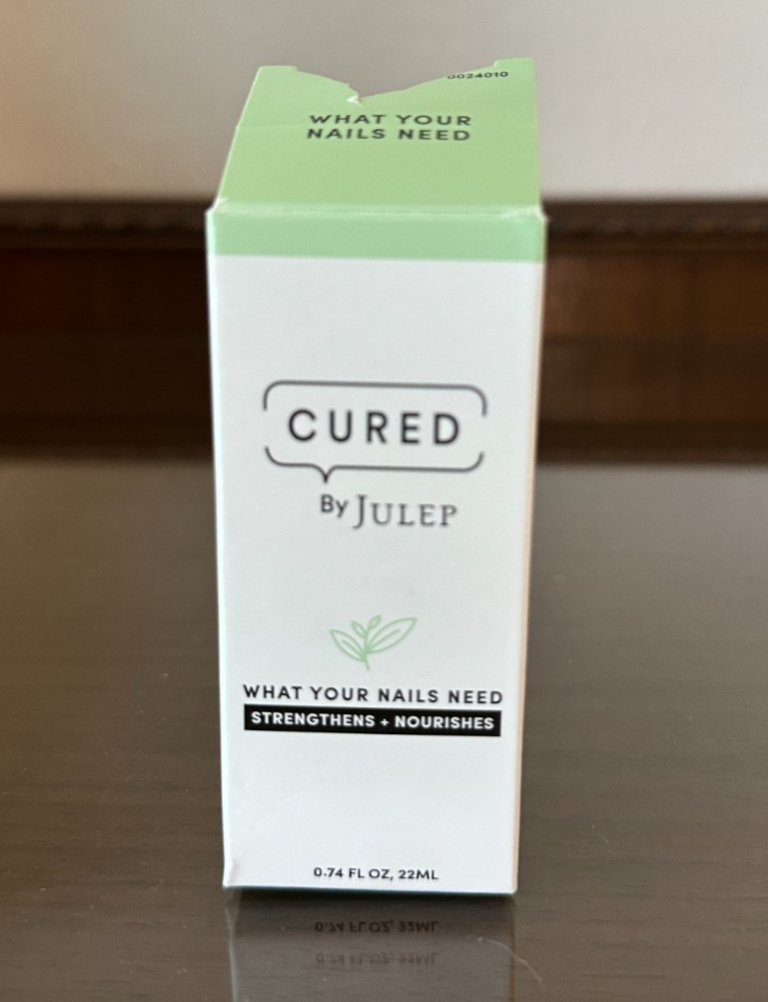 0024010
WHAT YOUR
NAILS NEED
CURED
By JULEP
WHAT YOUR NAILS NEED
STRENGTHENS + NOURISHES
0.74 FL OZ, 22ML